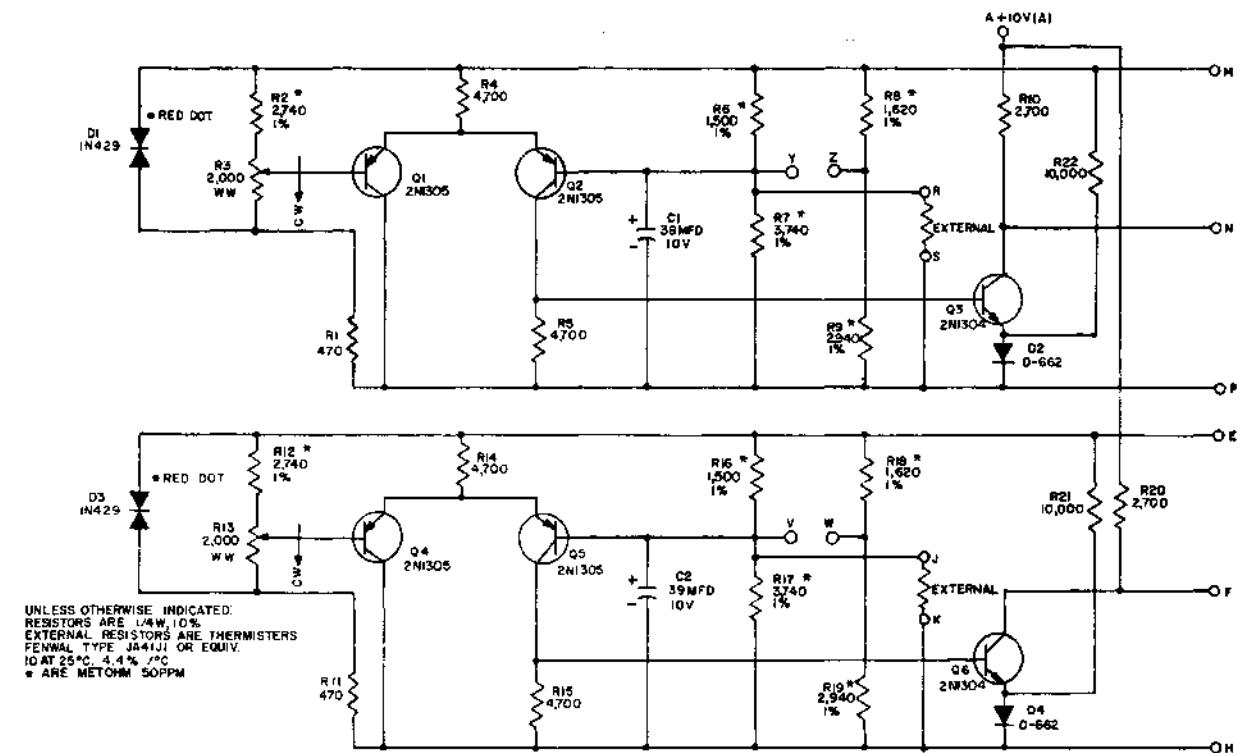 A +10V(A)
M
R2 *
2,740
1%
R4
4,700
R6 *
1,500
1%
R8 *
1,620
1%
R10
2,700
* RED DOT
D1
1N429
R3
2,000
WW
CW
Q1
2N1305
Q2
2N1305
Y
Z
R22
10,000
R
EXTERNAL
S
+
-
C1
39MFD
10V
R7 *
3,740
1%
N
Q3
2N1304
R1
470
R5
4,700
R9 *
2,940
1%
D2
D-662
P
E
R12 *
2,740
1%
R14
4,700
R16 *
1,500
1%
R18 *
1,620
1%
* RED DOT
D3
1N429
R13
2,000
WW
CW
Q4
2N1305
Q5
2N1305
V
W
R21
10,000
R20
2,700
J
EXTERNAL
K
+
-
C2
39MFD
10V
R17 *
3,740
1%
F
Q6
2N1304
UNLESS OTHERWISE INDICATED:
RESISTORS ARE 1/4W, 10%
EXTERNAL RESISTORS ARE THERMISTERS
FENWAL TYPE JA41J1 OR EQUIV.
10 AT 25°C, 4.4% /°C
* ARE METOHM 50PPM
R11
470
R15
4,700
R19 *
2,940
1%
D4
D-662
H